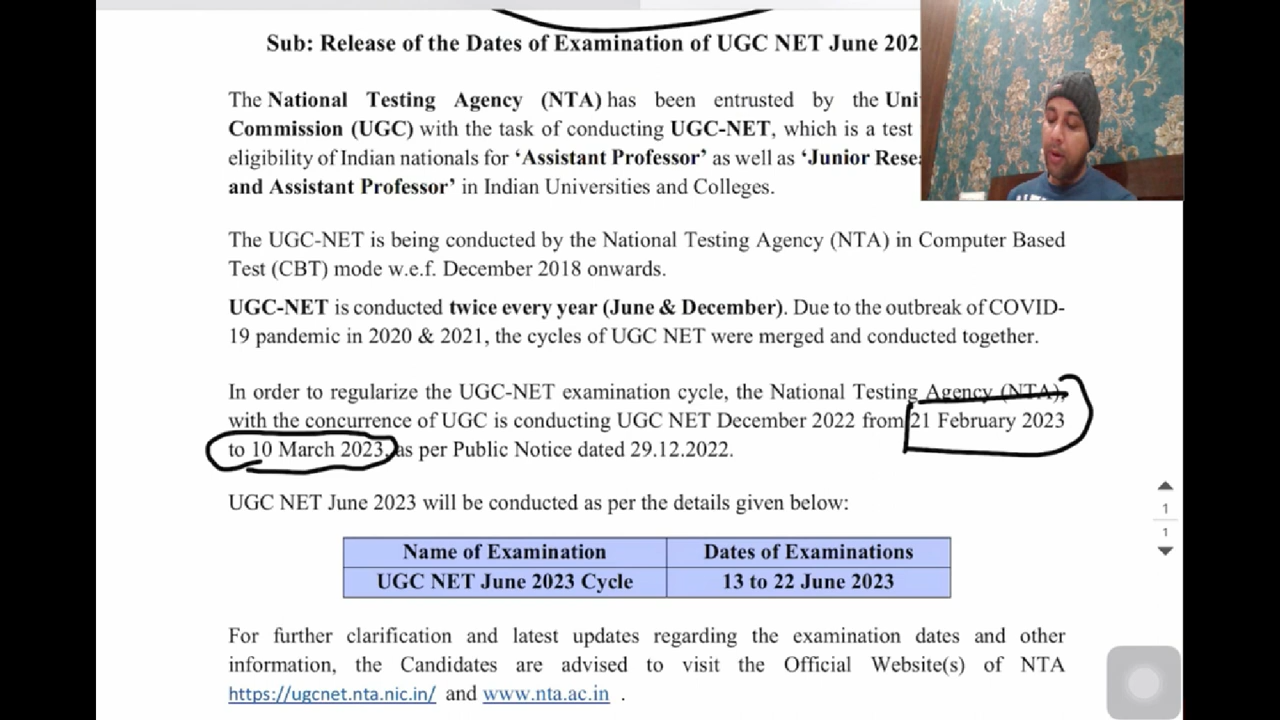 Sub: Release of the Dates of Examination of UGC NET June 202
The National Testing Agency (NTA) has been entrusted by the Uni
Commission (UGC) with the task of conducting UGC-NET, which is a test
eligibility of Indian nationals for ‘Assistant Professor’ as well as ‘Junior Rese
and Assistant Professor’ in Indian Universities and Colleges.
The UGC-NET is being conducted by the National Testing Agency (NTA) in Computer Based
Test (CBT) mode w.e.f. December 2018 onwards.
UGC-NET is conducted twice every year (June & December). Due to the outbreak of COVID-
19 pandemic in 2020 & 2021, the cycles of UGC NET were merged and conducted together.
In order to regularize the UGC-NET examination cycle, the National Testing Agency (NTA),
with the concurrence of UGC is conducting UGC NET December 2022 from 21 February 2023
to 10 March 2023, as per Public Notice dated 29.12.2022.
UGC NET June 2023 will be conducted as per the details given below:
Name of Examination Dates of Examinations
UGC NET June 2023 Cycle 13 to 22 June 2023
For further clarification and latest updates regarding the examination dates and other
information, the Candidates are advised to visit the Official Website(s) of NTA
https://ugcnet.nta.nic.in/ and www.nta.ac.in .
1
1